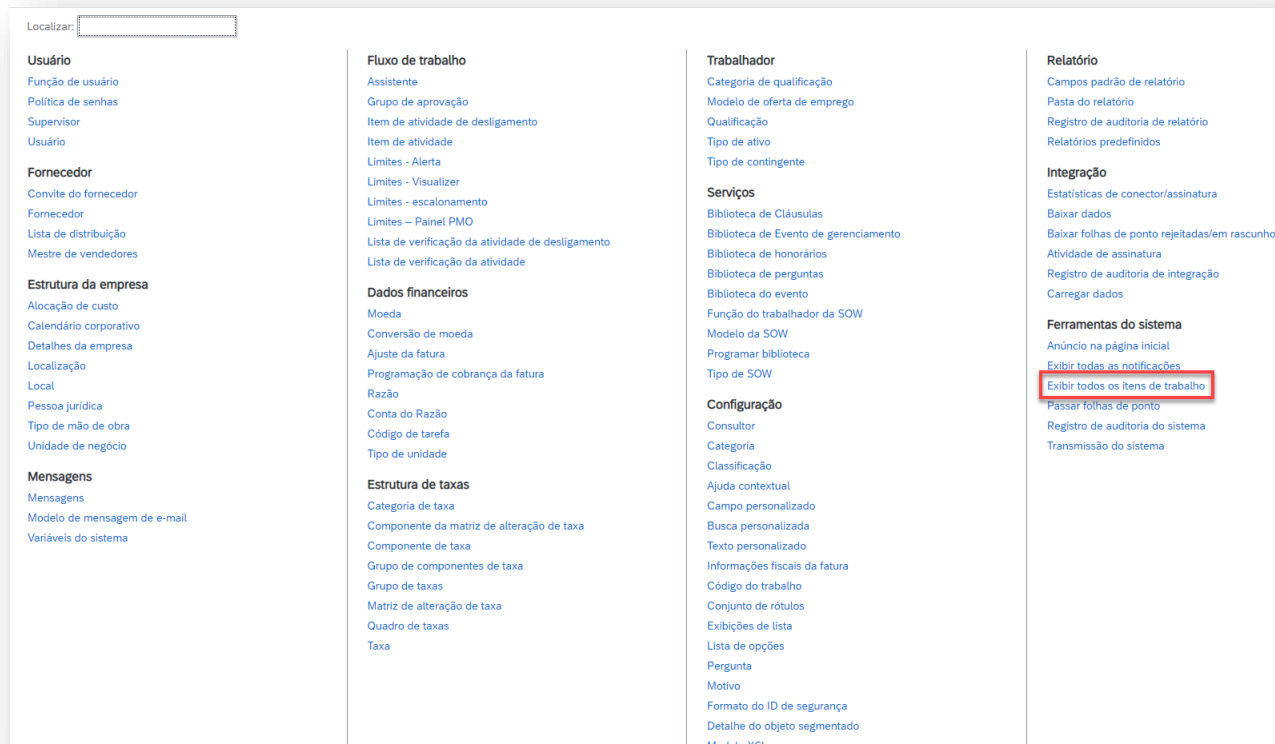 Localizar:
Usuário
Função de usuário
Política de senhas
Supervisor
Usuário
Fornecedor
Convite do fornecedor
Fornecedor
Lista de distribuição
Mestre de vendedores
Estrutura da empresa
Alocação de custo
Calendário corporativo
Detalhes da empresa
Localização
Local
Pessoa jurídica
Tipo de mão de obra
Unidade de negócio
Mensagens
Mensagens
Modelo de mensagem de e-mail
Variáveis do sistema
Fluxo de trabalho
Assistente
Grupo de aprovação
Item de atividade de desligamento
Item de atividade
Limites - Alerta
Limites - Visualizer
Limites - escalonamento
Limites – Painel PMO
Lista de verificação da atividade de desligamento
Lista de verificação da atividade
Dados financeiros
Moeda
Conversão de moeda
Ajuste da fatura
Programação de cobrança da fatura
Razão
Conta do Razão
Código de tarefa
Tipo de unidade
Estrutura de taxas
Categoria de taxa
Componente da matriz de alteração de taxa
Componente de taxa
Grupo de componentes de taxa
Grupo de taxas
Matriz de alteração de taxa
Quadro de taxas
Taxa
Trabalhador
Categoria de qualificação
Modelo de oferta de emprego
Qualificação
Tipo de ativo
Tipo de contingente
Serviços
Biblioteca de Cláusulas
Biblioteca de Evento de gerenciamento
Biblioteca de honorários
Biblioteca de perguntas
Biblioteca do evento
Função do trabalhador da SOW
Modelo da SOW
Programar biblioteca
Tipo de SOW
Configuração
Consultor
Categoria
Classificação
Ajuda contextual
Campo personalizado
Busca personalizada
Texto personalizado
Informações fiscais da fatura
Código do trabalho
Conjunto de rótulos
Exibições de lista
Lista de opções
Pergunta
Motivo
Formato do ID de segurança
Detalhe do objeto segmentado
Relatório
Campos padrão de relatório
Pasta do relatório
Registro de auditoria de relatório
Relatórios predefinidos
Integração
Estatísticas de conector/assinatura
Baixar dados
Baixar folhas de ponto rejeitadas/em rascunho
Atividade de assinatura
Registro de auditoria de integração
Carregar dados
Ferramentas do sistema
Anúncio na página inicial
Exibir todas as notificações
Exibir todos os itens de trabalho
Passar folhas de ponto
Registro de auditoria do sistema
Transmissão do sistema